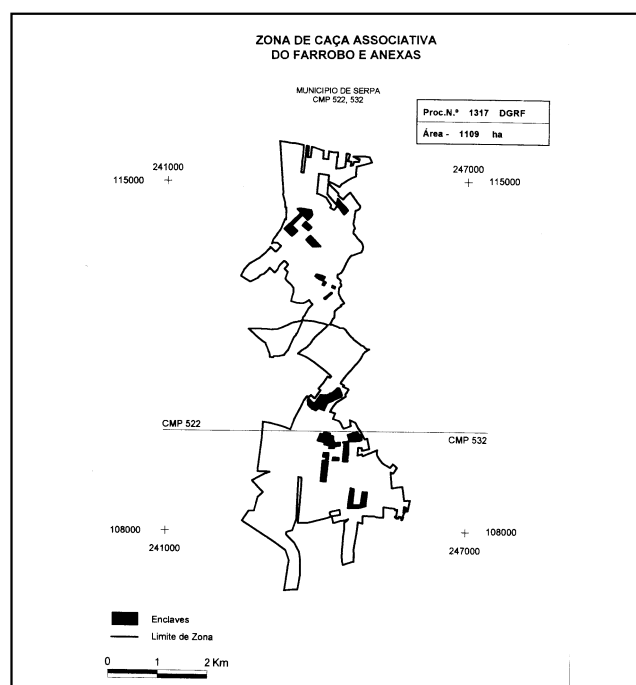 ZONA DE CAÇA ASSOCIATIVA
DO FARROBO E ANEXAS
MUNICIPIO DE SERPA
CMP 522, 532
Proc.N.º 1317 DGRF
Área - 1109 ha
241000
115000
247000
115000
CMP 522
CMP 532
108000
241000
108000
247000
Enclaves
Limite de Zona
0 1 2 Km